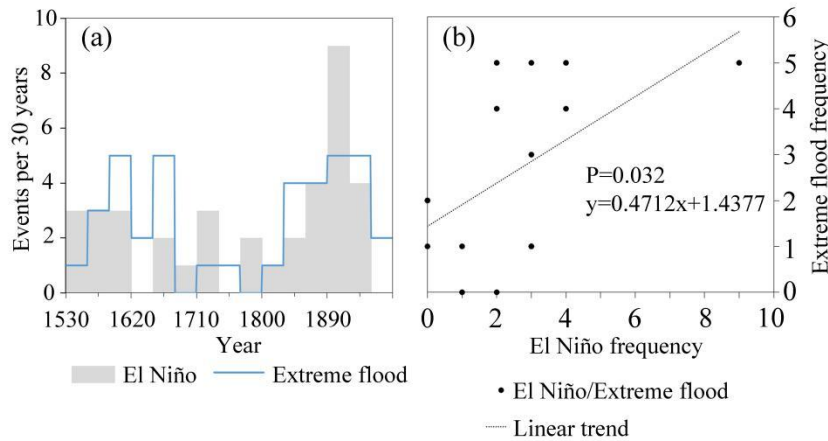 (a)
Events per 30 years
10
8
6
4
2
0
1530 1620 1710 1800 1890
Year
El Niño Extreme flood
(b)
P=0.032
y=0.4712x+1.4377
6
5
4
3
2
1
0
Extreme flood frequency
0 2 4 6 8 10
El Niño frequency
El Niño/Extreme flood
Linear trend